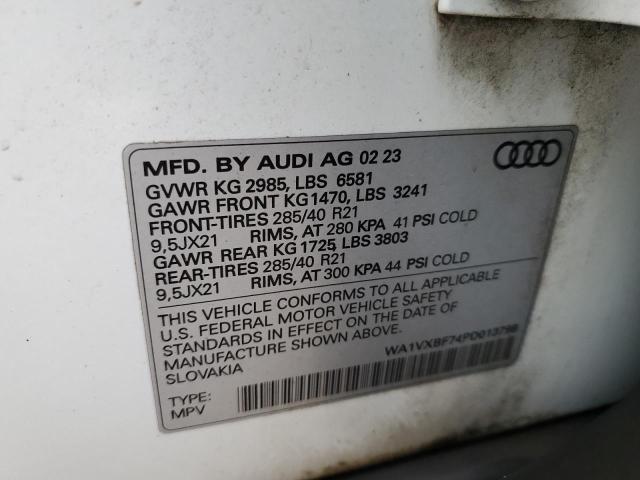 MFD. BY AUDI AG 02 23
GVWR KG 2985, LBS 6581
GAWR FRONT KG1470, LBS 3241
FRONT-TIRES 285/40 R21
9,5JX21 RIMS, AT 280 KPA 41 PSI COLD
GAWR REAR KG 1725, LBS 3803
REAR-TIRES 285/40 R21
9,5JX21 RIMS, AT 300 KPA 44 PSI COLD
THIS VEHICLE CONFORMS TO ALL APPLICABLE
U.S. FEDERAL MOTOR VEHICLE SAFETY
STANDARDS IN EFFECT ON THE DATE OF
MANUFACTURE SHOWN ABOVE.
WA1VXBF74PD013798
SLOVAKIA
TYPE:
MPV